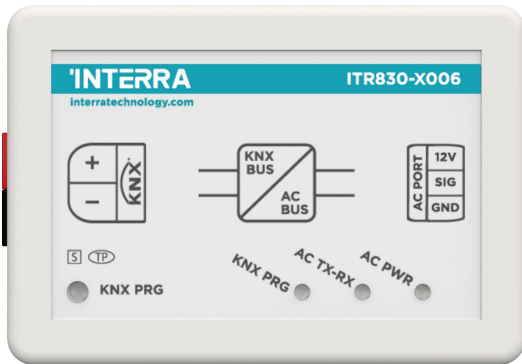 INTERRA
ITR830-X006
interratechnology.com
+
−
KNX
KNX
BUS
AC
BUS
AC PORT
12V
SIG
GND
S
TP
KNX PRG
KNX PRG
AC TX-RX
AC PWR